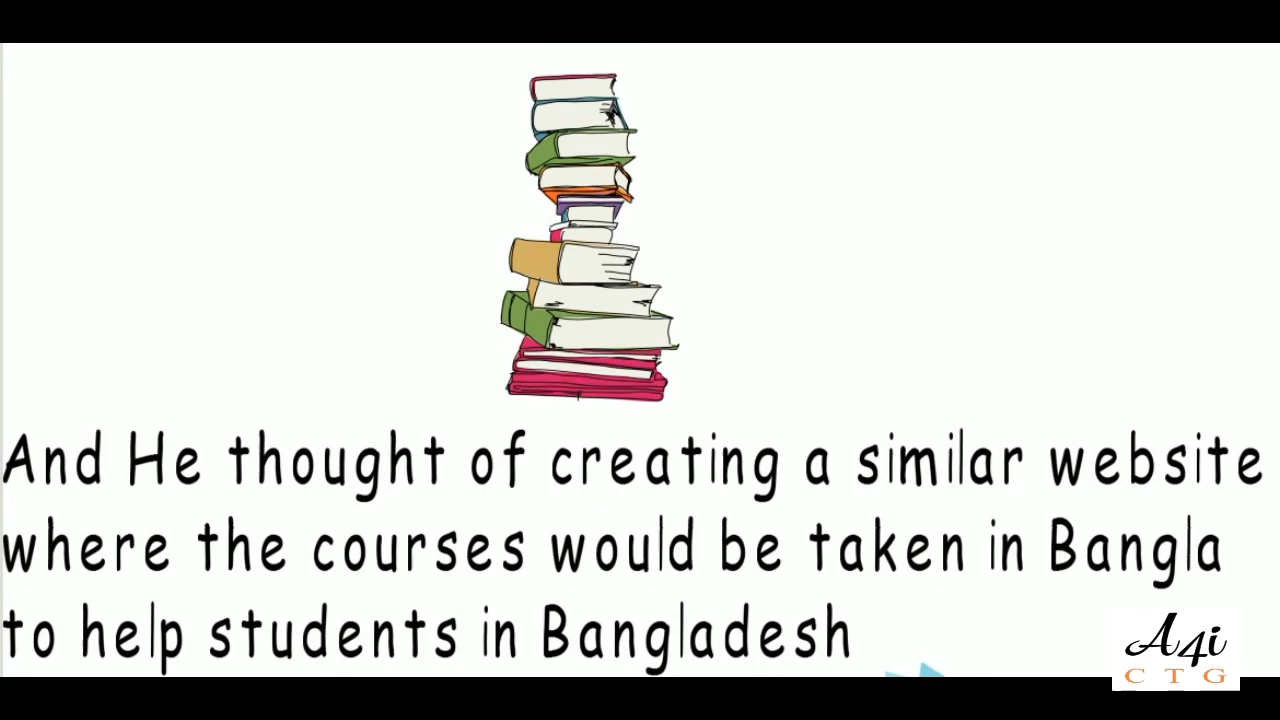 And He thought of creating a similar website
where the courses would be taken in Bangla
to help students in Bangladesh
A4i
CTG